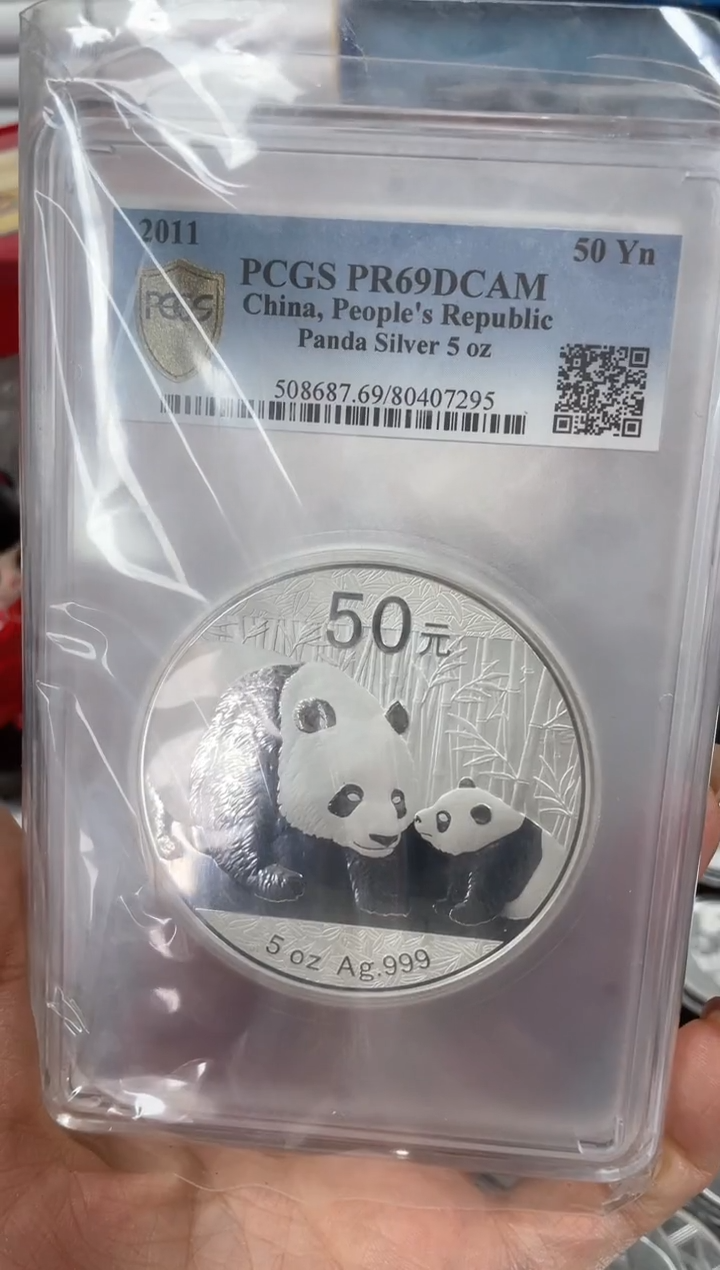 2011
50 Yn
PCGS
PCGS PR69DCAM
China, People's Republic
Panda Silver 5 oz
508687.69/80407295
50元
5 oz Ag.999